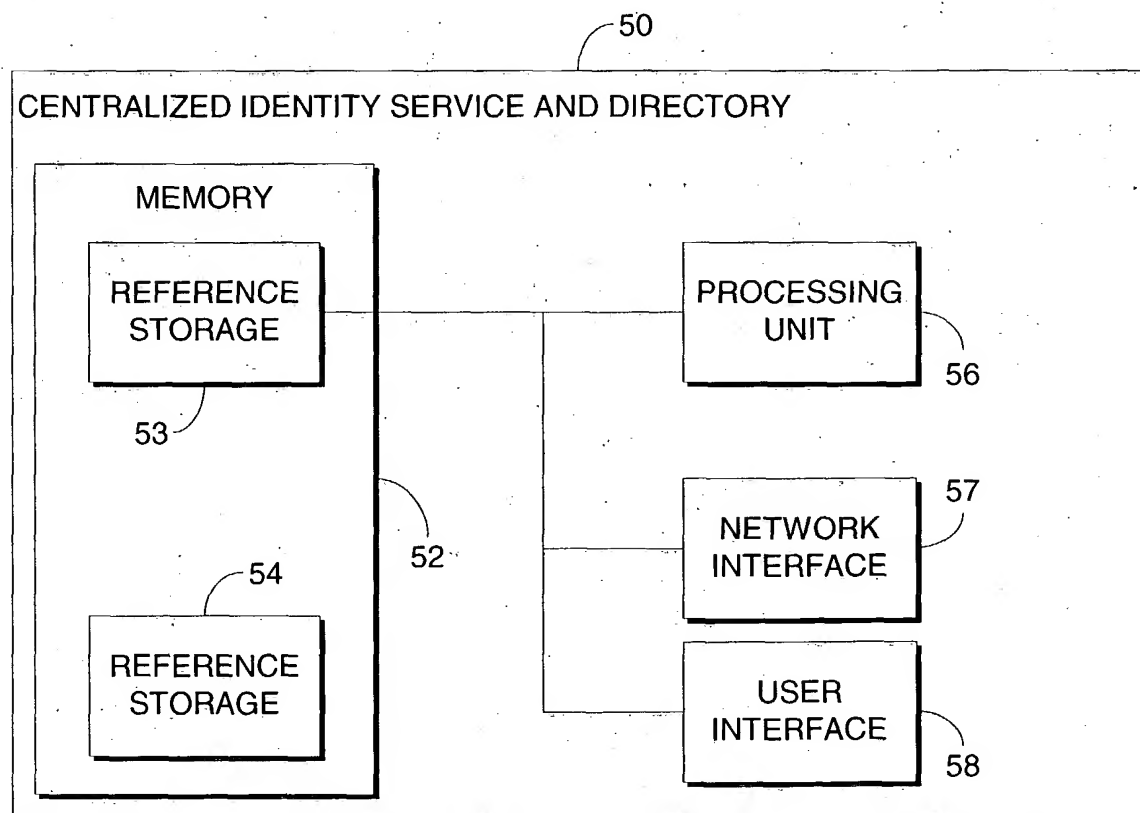 50
CENTRALIZED IDENTITY SERVICE AND DIRECTORY
MEMORY
REFERENCE
STORAGE
53
52
54
REFERENCE
STORAGE
PROCESSING
UNIT
56
NETWORK
INTERFACE
57
USER
INTERFACE
58